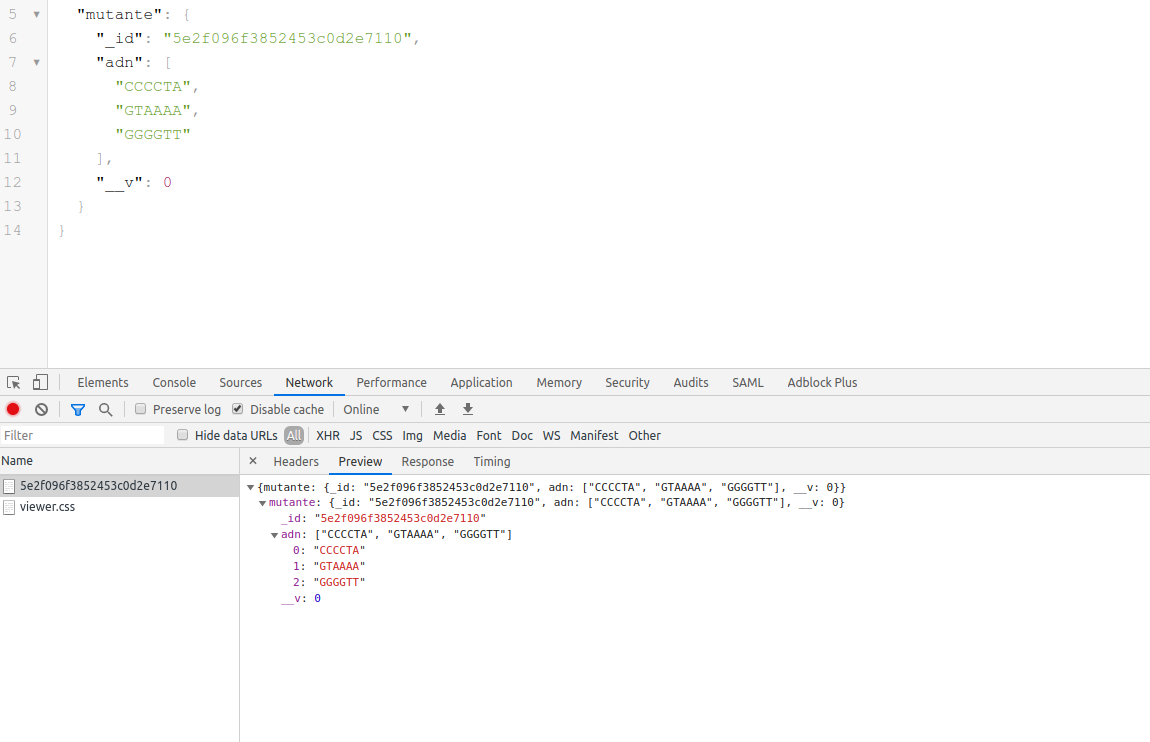 5 ▼ "mutante": {
6 "_id": "5e2f096f3852453c0d2e7110",
7 ▼ "adn": [
8 "CCCCTA",
9 "GTAAAA",
10 "GGGGTT"
11 ],
12 "__v": 0
13 }
14 }
Elements Console Sources Network Performance Application Memory Security Audits SAML Adblock Plus
Preserve log Disable cache Online ▼
Filter Hide data URLs All XHR JS CSS Img Media Font Doc WS Manifest Other
Name × Headers Preview Response Timing
5e2f096f3852453c0d2e7110
viewer.css
▼{mutante: {_id: "5e2f096f3852453c0d2e7110", adn: ["CCCCTA", "GTAAAA", "GGGGTT"], __v: 0}}
▼mutante: {_id: "5e2f096f3852453c0d2e7110", adn: ["CCCCTA", "GTAAAA", "GGGGTT"], __v: 0}
_id: "5e2f096f3852453c0d2e7110"
▼adn: ["CCCCTA", "GTAAAA", "GGGGTT"]
0: "CCCCTA"
1: "GTAAAA"
2: "GGGGTT"
__v: 0